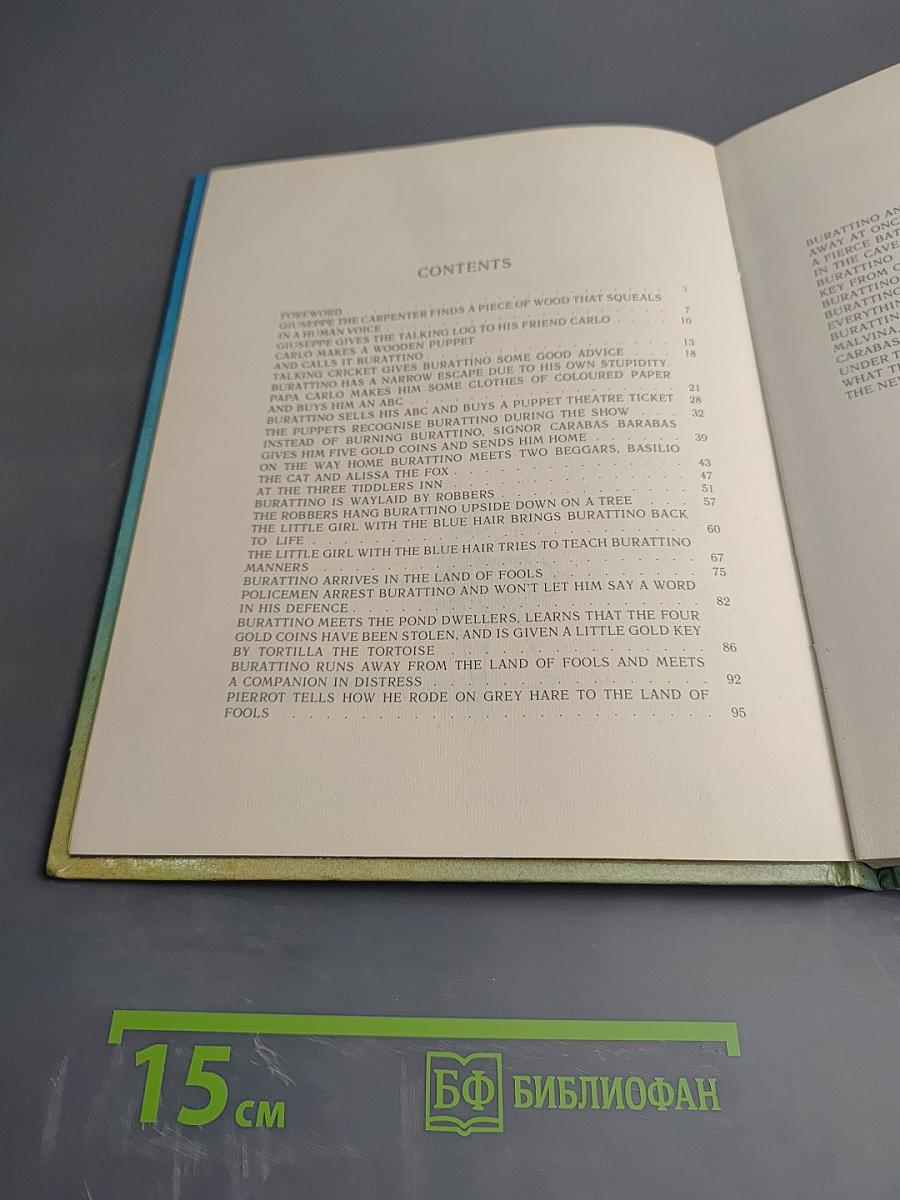 CONTENTS
FOREWORD . . . . . . . . . . . . 3
GIUSEPPE THE CARPENTER FINDS A PIECE OF WOOD THAT SQUEALS
IN A HUMAN VOICE . . . . . . . . . . . . 7
GIUSEPPE GIVES THE TALKING LOG TO HIS FRIEND CARLO . . . . 10
CARLO MAKES A WOODEN PUPPET
AND CALLS IT BURATTINO . . . . . . . . . . 13
TALKING CRICKET GIVES BURATTINO SOME GOOD ADVICE . . . 18
BURATTINO HAS A NARROW ESCAPE DUE TO HIS OWN STUPIDITY.
PAPA CARLO MAKES HIM SOME CLOTHES OF COLOURED PAPER
AND BUYS HIM AN ABC . . . . . . . . . . . 21
BURATTINO SELLS HIS ABC AND BUYS A PUPPET THEATRE TICKET 28
THE PUPPETS RECOGNISE BURATTINO DURING THE SHOW . . . 32
INSTEAD OF BURNING BURATTINO, SIGNOR CARABAS BARABAS
GIVES HIM FIVE GOLD COINS AND SENDS HIM HOME . . . . . 39
ON THE WAY HOME BURATTINO MEETS TWO BEGGARS, BASILIO
THE CAT AND ALISSA THE FOX . . . . . . . . . . 43
AT THE THREE TIDDLERS INN . . . . . . . . . . 47
BURATTINO IS WAYLAID BY ROBBERS . . . . . . . . 51
THE ROBBERS HANG BURATTINO UPSIDE DOWN ON A TREE . . . 57
THE LITTLE GIRL WITH THE BLUE HAIR BRINGS BURATTINO BACK
TO LIFE . . . . . . . . . . . . . . . 60
THE LITTLE GIRL WITH THE BLUE HAIR TRIES TO TEACH BURATTINO
MANNERS . . . . . . . . . . . . . . . 67
BURATTINO ARRIVES IN THE LAND OF FOOLS . . . . . . . 75
POLICEMEN ARREST BURATTINO AND WON'T LET HIM SAY A WORD
IN HIS DEFENCE . . . . . . . . . . . . . . 82
BURATTINO MEETS THE POND DWELLERS, LEARNS THAT THE FOUR
GOLD COINS HAVE BEEN STOLEN, AND IS GIVEN A LITTLE GOLD KEY
BY TORTILLA THE TORTOISE . . . . . . . . . . . 86
BURATTINO RUNS AWAY FROM THE LAND OF FOOLS AND MEETS
A COMPANION IN DISTRESS . . . . . . . . . . . 92
PIERROT TELLS HOW HE RODE ON GREY HARE TO THE LAND OF
FOOLS . . . . . . . . . . . . . . . . 95
BURATTINO AN
AWAY AT ONC
A FIERCE BAT
IN THE CAVE
BURATTINO
KEY FROM C
BURATTINO
BURATTINO
EVERYTHIN
BURATTIN
MALVINA,
CARABAS
UNDER T
WHAT TH
THE NEV
15 СМ
БФ БИБЛИОФАН